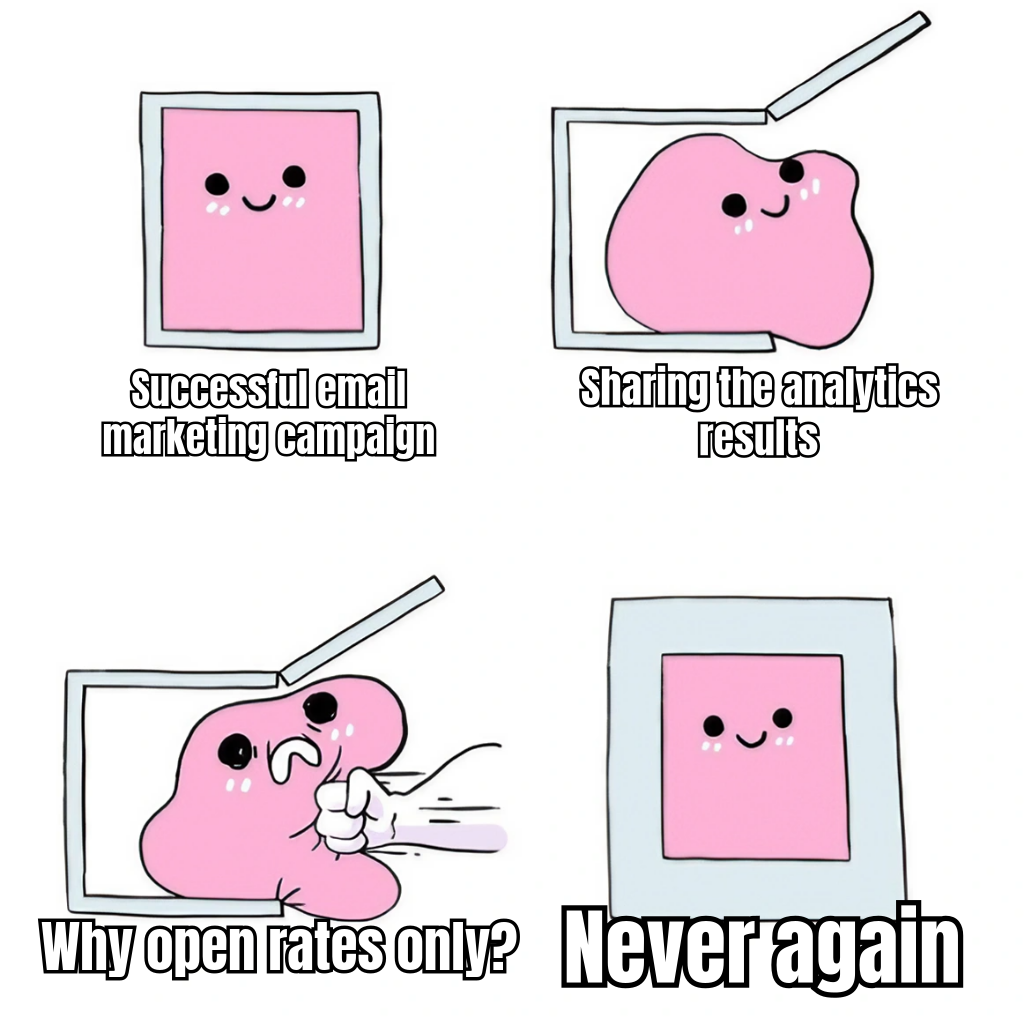 Successful email
marketing campaign
Sharing the analytics
results
Why open rates only?
Never again